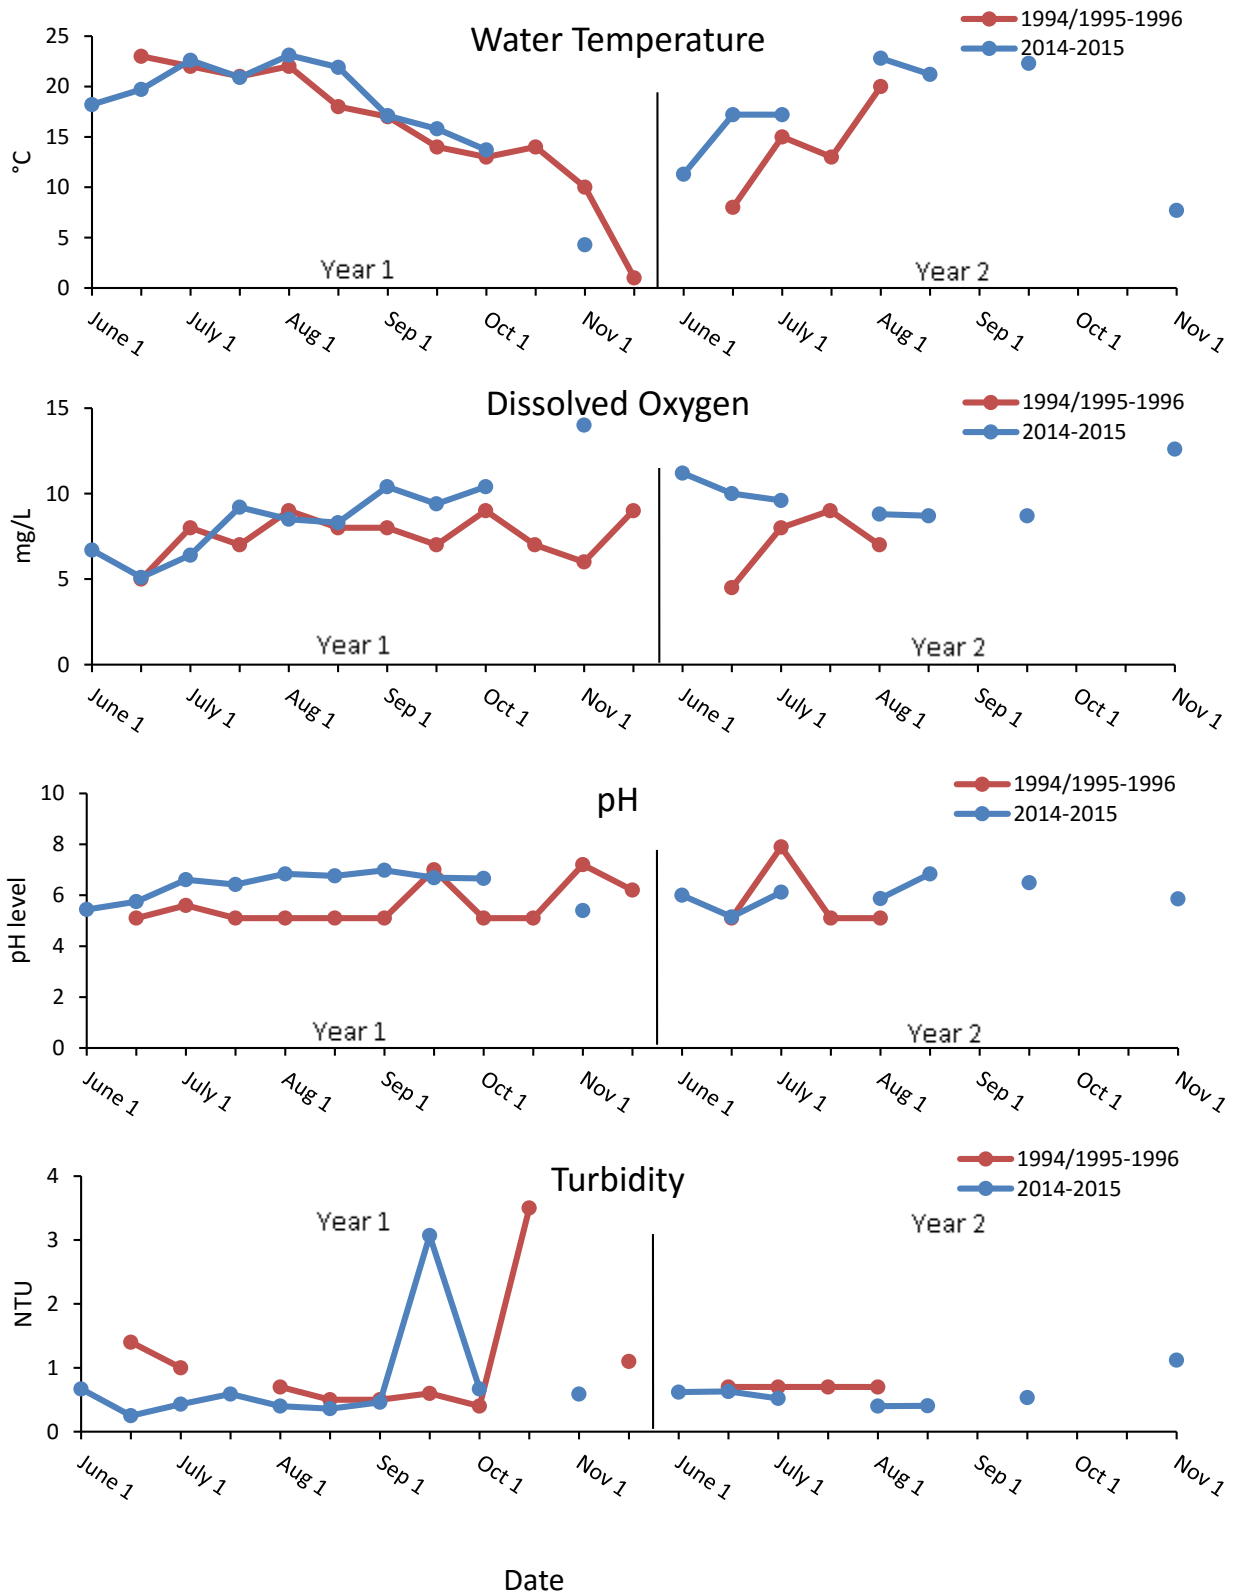 Water Temperature
1994/1995-1996
2014-2015
25
20
15
10
5
0
°C
Year 1
Year 2
June 1
July 1
Aug 1
Sep 1
Oct 1
Nov 1
June 1
July 1
Aug 1
Sep 1
Oct 1
Nov 1
Dissolved Oxygen
1994/1995-1996
2014-2015
15
10
5
0
mg/L
Year 1
Year 2
June 1
July 1
Aug 1
Sep 1
Oct 1
Nov 1
June 1
July 1
Aug 1
Sep 1
Oct 1
Nov 1
pH
1994/1995-1996
2014-2015
10
8
6
4
2
0
pH level
Year 1
Year 2
June 1
July 1
Aug 1
Sep 1
Oct 1
Nov 1
June 1
July 1
Aug 1
Sep 1
Oct 1
Nov 1
Turbidity
1994/1995-1996
2014-2015
4
3
2
1
0
NTU
Year 1
Year 2
June 1
July 1
Aug 1
Sep 1
Oct 1
Nov 1
June 1
July 1
Aug 1
Sep 1
Oct 1
Nov 1
Date